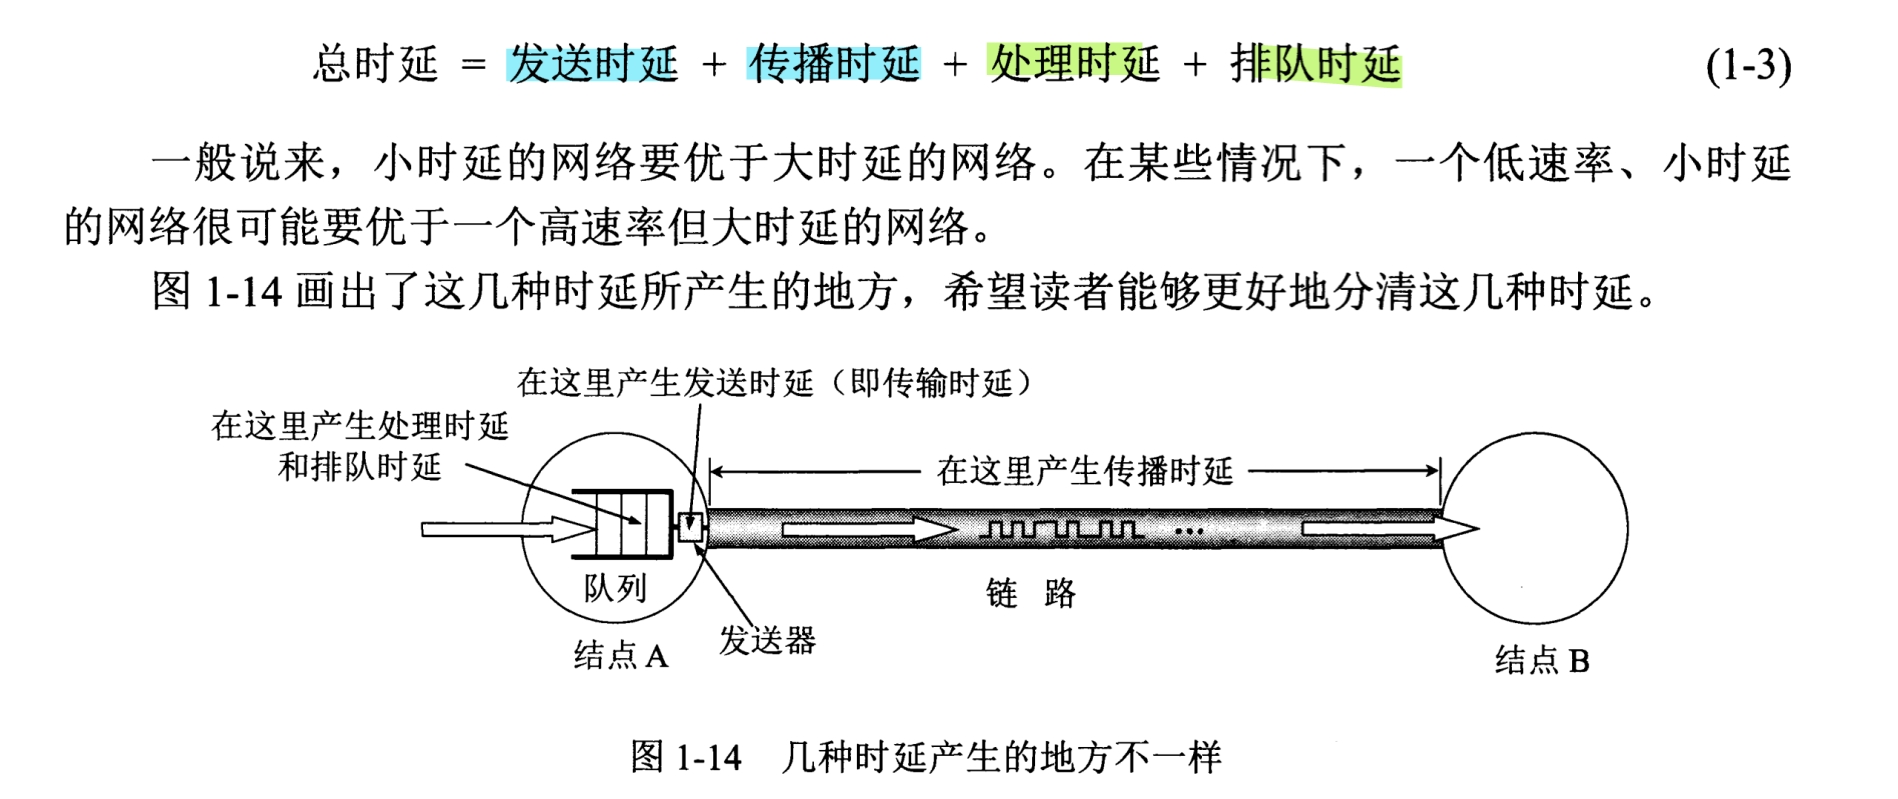 总时延 = 发送时延 + 传播时延 + 处理时延 + 排队时延 (1-3)
一般说来，小时延的网络要优于大时延的网络。在某些情况下，一个低速率、小时延
的网络很可能要优于一个高速率但大时延的网络。
图 1-14 画出了这几种时延所产生的地方，希望读者能够更好地分清这几种时延。
在这里产生发送时延（即传输时延）
在这里产生处理时延
和排队时延
在这里产生传播时延
队列
链 路
发送器
结点 A
结点 B
图 1-14 几种时延产生的地方不一样